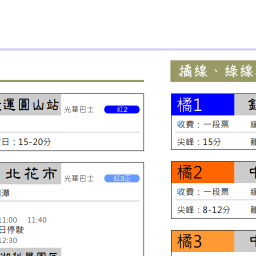 運圓山站
光華巴士
紅2
日：15-20分
北花市
光華巴士
潭
11:00 11:40
日停駛
12:30
橘線、綠線
橘1
收費：一段票
尖峰：15分
橘2
收費：一段票
尖峰：8-12分
橘3